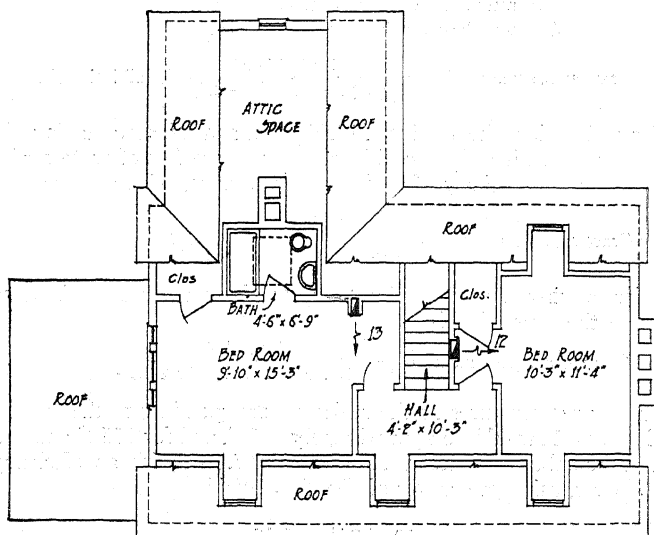 ROOF
ATTIC
SPACE
ROOF
ROOF
CLOS
CLOS.
BATH
4'-6" x 6'-9"
13
12
BED ROOM
9'-10" x 15'-3"
BED ROOM
10'-3" x 11'-4"
ROOF
HALL
4'-2" x 10'-3"
ROOF